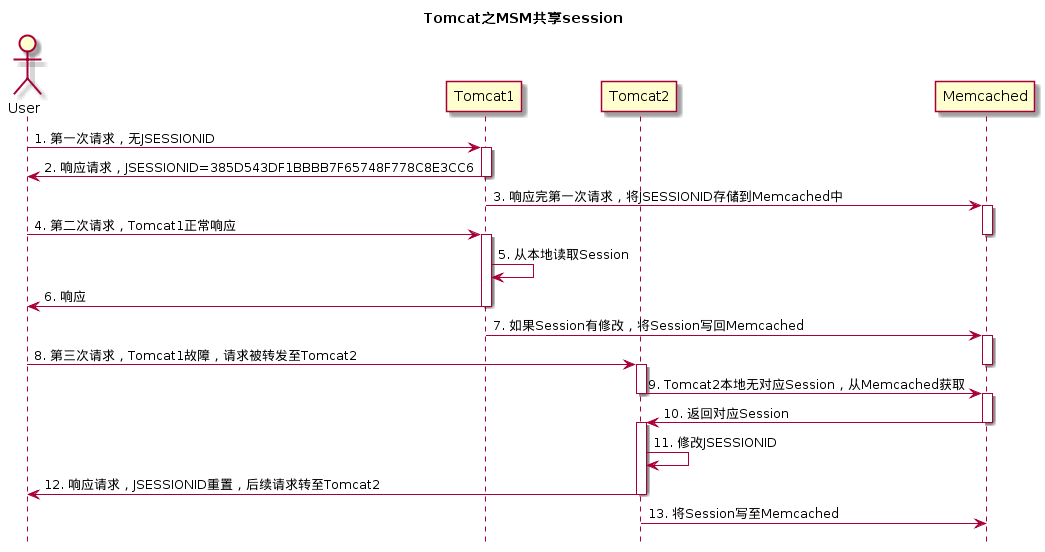 Tomcat之MSM共享session
User
Tomcat1
Tomcat2
Memcached
1. 第一次请求，无JSESSIONID
2. 响应请求，JSESSIONID=385D543DF1BBBB7F65748F778C8E3CC6
3. 响应完第一次请求，将JSESSIONID存储到Memcached中
4. 第二次请求，Tomcat1正常响应
5. 从本地读取Session
6. 响应
7. 如果Session有修改，将Session写回Memcached
8. 第三次请求，Tomcat1故障，请求被转发至Tomcat2
9. Tomcat2本地无对应Session，从Memcached获取
10. 返回对应Session
11. 修改JSESSIONID
12. 响应请求，JSESSIONID重置，后续请求转至Tomcat2
13. 将Session写至Memcached